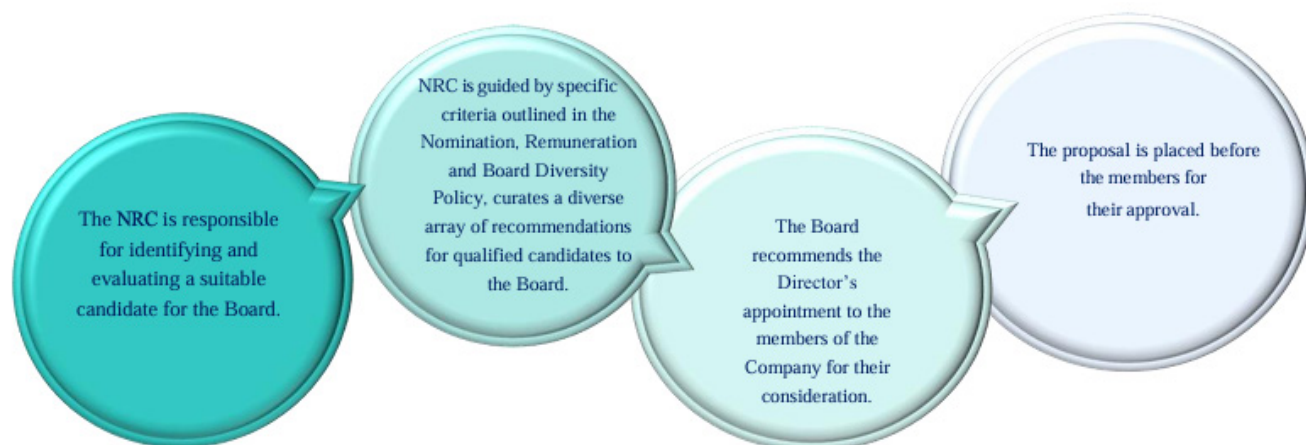 The NRC is responsible
for identifying and
evaluating a suitable
candidate for the Board.
NRC is guided by specific
criteria outlined in the
Nomination, Remuneration
and Board Diversity
Policy, curates a diverse
array of recommendations
for qualified candidates to
the Board.
The Board
recommends the
Director’s
appointment to the
members of the
Company for their
consideration.
The proposal is placed before
the members for
their approval.